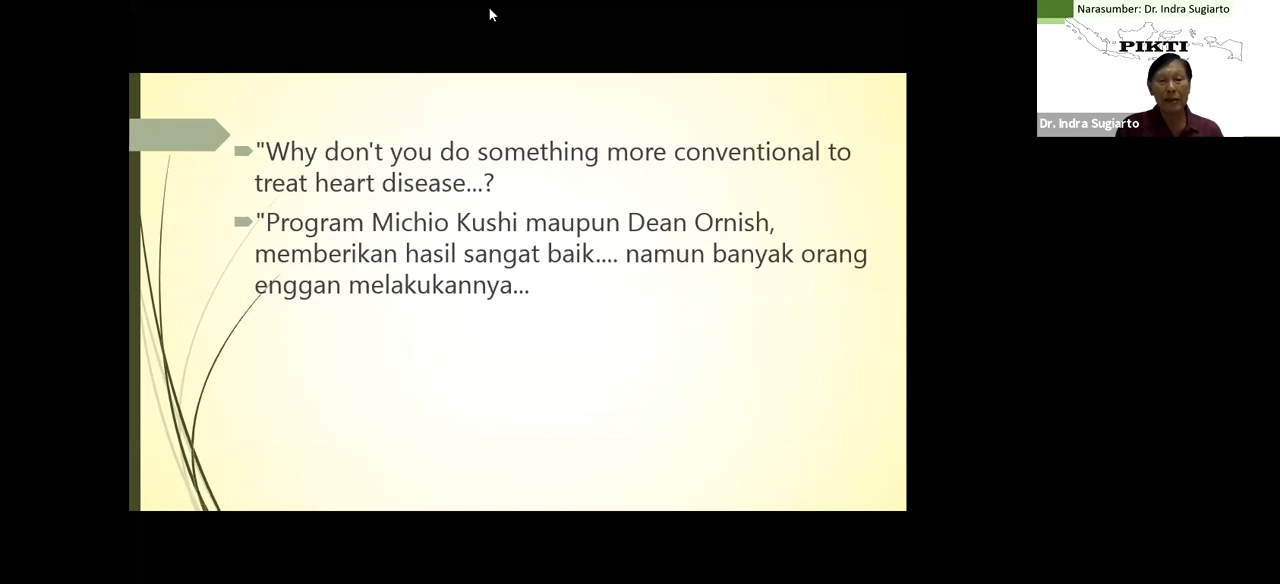 Narasumber: Dr. Indra Sugiarto
PIKTI
Dr. Indra Sugiarto
"Why don't you do something more conventional to
treat heart disease...?
"Program Michio Kushi maupun Dean Ornish,
memberikan hasil sangat baik.... namun banyak orang
enggan melakukannya...